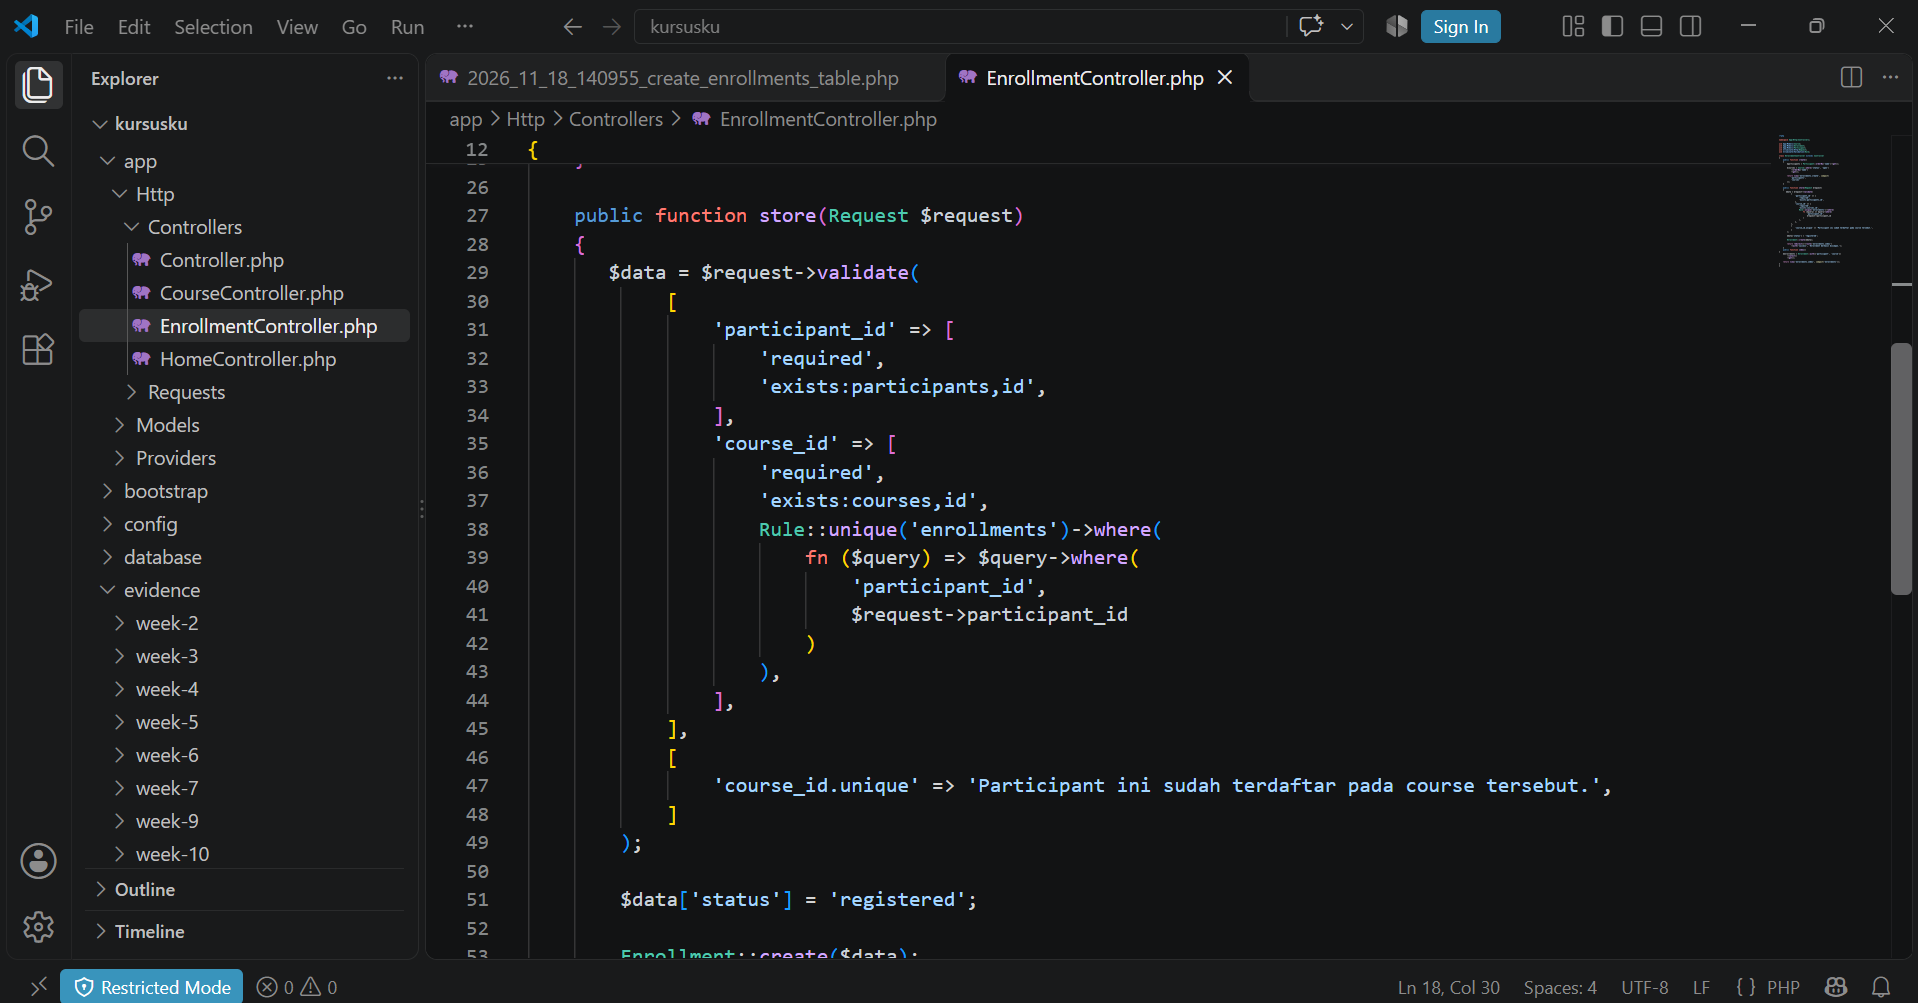 File Edit Selection View Go Run ···
kursusku
Sign In
Explorer ···
kursusku
app
Http
Controllers
Controller.php
CourseController.php
EnrollmentController.php
HomeController.php
Requests
Models
Providers
bootstrap
config
database
evidence
week-2
week-3
week-4
week-5
week-6
week-7
week-9
week-10
Outline
Timeline
2026_11_18_140955_create_enrollments_table.php
EnrollmentController.php
app > Http > Controllers > EnrollmentController.php
12 {
26
27 public function store(Request $request)
28 {
29 $data = $request->validate(
30 [
31 'participant_id' => [
32 'required',
33 'exists:participants,id',
34 ],
35 'course_id' => [
36 'required',
37 'exists:courses,id',
38 Rule::unique('enrollments')->where(
39 fn ($query) => $query->where(
40 'participant_id',
41 $request->participant_id
42 )
43 ),
44 ],
45 ],
46 [
47 'course_id.unique' => 'Participant ini sudah terdaftar pada course tersebut.',
48 ]
49 );
50
51 $data['status'] = 'registered';
52
53 Enrollment::create($data);
Restricted Mode 0 0
Ln 18, Col 30 Spaces: 4 UTF-8 LF { } PHP